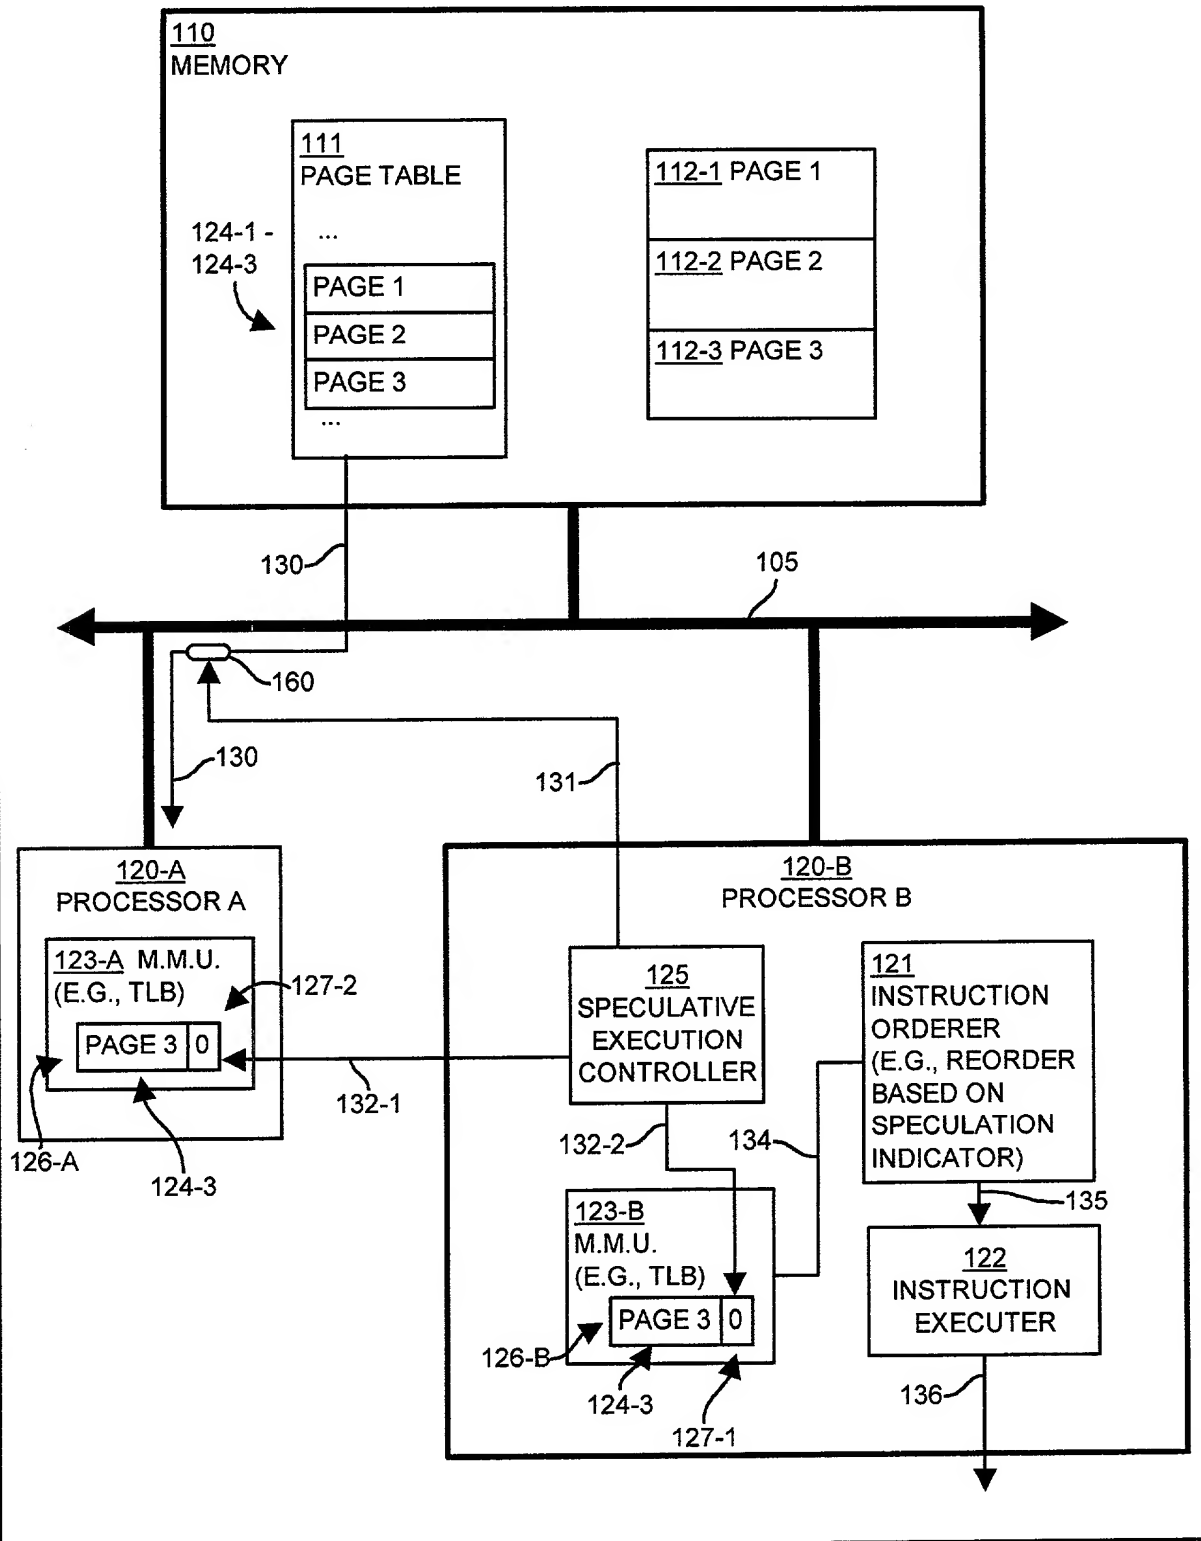 110
MEMORY
111
PAGE TABLE
...
124-1 -
124-3
PAGE 1
PAGE 2
PAGE 3
...
112-1 PAGE 1
112-2 PAGE 2
112-3 PAGE 3
130
105
160
130
131
120-A
PROCESSOR A
123-A M.M.U.
(E.G., TLB)
127-2
PAGE 3 0
126-A
124-3
132-1
120-B
PROCESSOR B
125
SPECULATIVE
EXECUTION
CONTROLLER
132-2
134
121
INSTRUCTION
ORDERER
(E.G., REORDER
BASED ON
SPECULATION
INDICATOR)
135
123-B
M.M.U.
(E.G., TLB)
PAGE 3 0
126-B
124-3
127-1
122
INSTRUCTION
EXECUTER
136